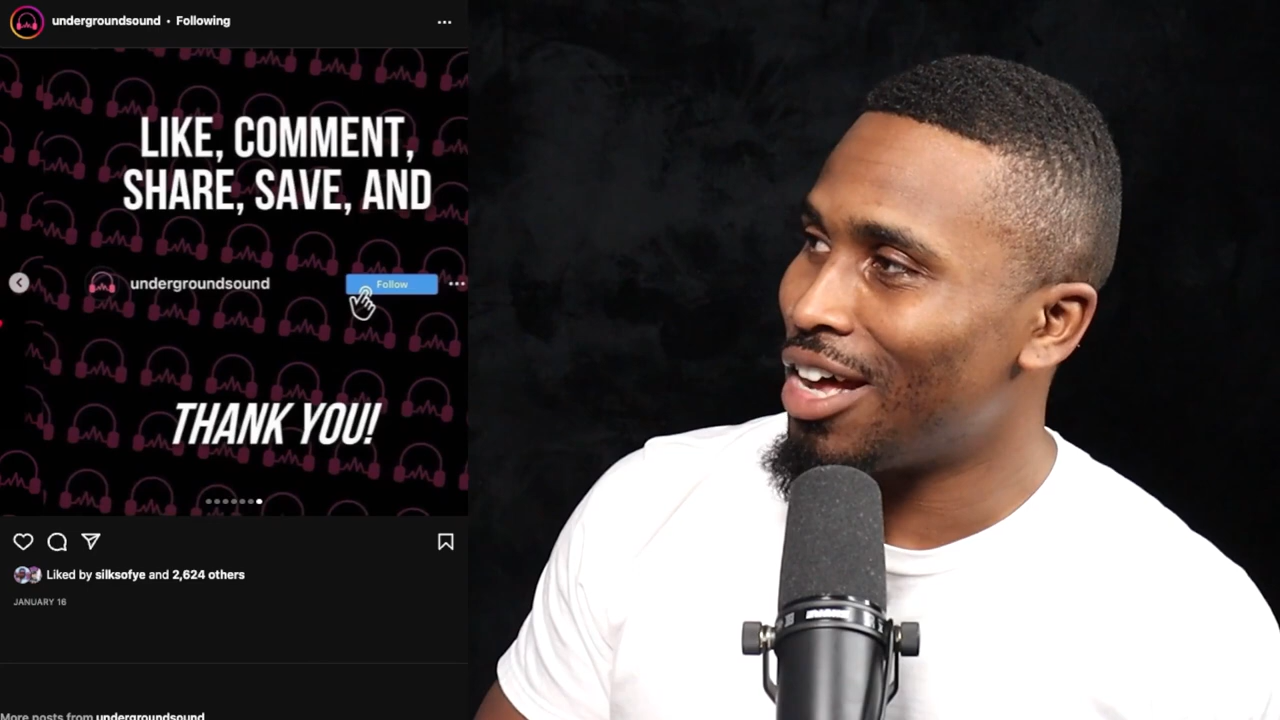 undergroundsound • Following
LIKE, COMMENT,
SHARE, SAVE, AND
undergroundsound
Follow
THANK YOU!
Liked by silksofye and 2,624 others
JANUARY 16
More posts from undergroundsound